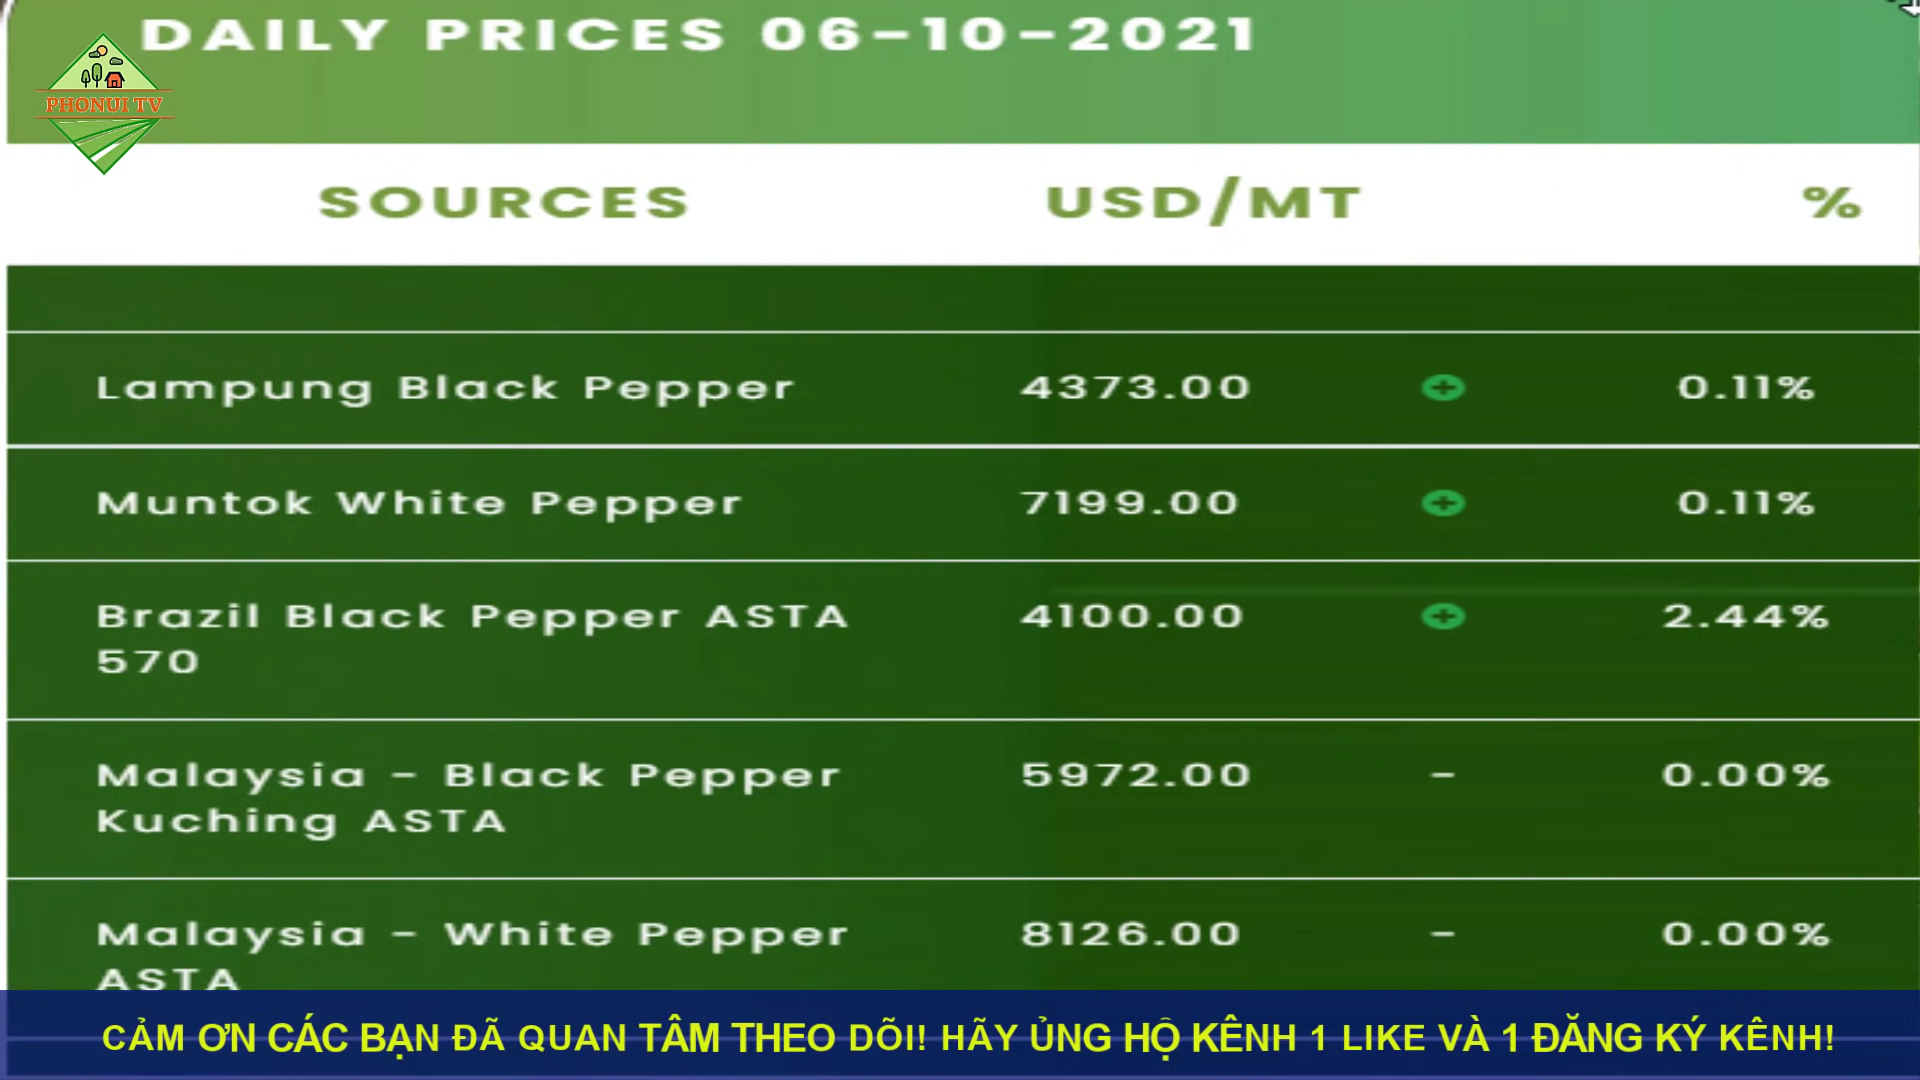 DAILY PRICES 06-10-2021
PHONUI TV
SOURCES USD/MT %
Lampung Black Pepper 4373.00 0.11%
Muntok White Pepper 7199.00 0.11%
Brazil Black Pepper ASTA 4100.00 2.44%
570
Malaysia - Black Pepper 5972.00 - 0.00%
Kuching ASTA
Malaysia - White Pepper 8126.00 - 0.00%
ASTA
CẢM ƠN CÁC BẠN ĐÃ QUAN TÂM THEO DÕI! HÃY ỦNG HỘ KÊNH 1 LIKE VÀ 1 ĐĂNG KÝ KÊNH!